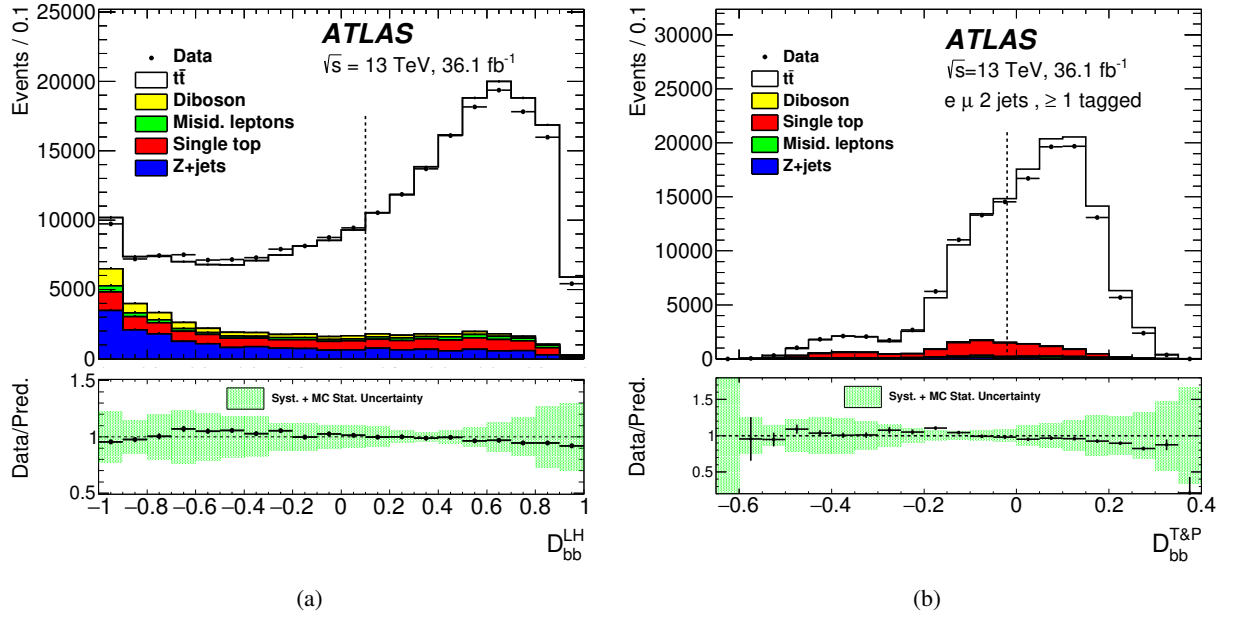 Events / 0.1
25000
20000
15000
10000
5000
0
ATLAS
√s = 13 TeV, 36.1 fb⁻¹
Data
tt̄
Diboson
Misid. leptons
Single top
Z+jets
Data/Pred.
1.5
1
0.5
Syst. + MC Stat. Uncertainty
−1 −0.8 −0.6 −0.4 −0.2 0 0.2 0.4 0.6 0.8 1
D_bb^LH
(a)
Events / 0.1
30000
25000
20000
15000
10000
5000
0
ATLAS
√s=13 TeV, 36.1 fb⁻¹
e μ 2 jets , ≥ 1 tagged
Data
tt̄
Diboson
Single top
Misid. leptons
Z+jets
Data/Pred.
1.5
1
0.5
Syst. + MC Stat. Uncertainty
−0.6 −0.4 −0.2 0 0.2 0.4
D_bb^T&P
(b)